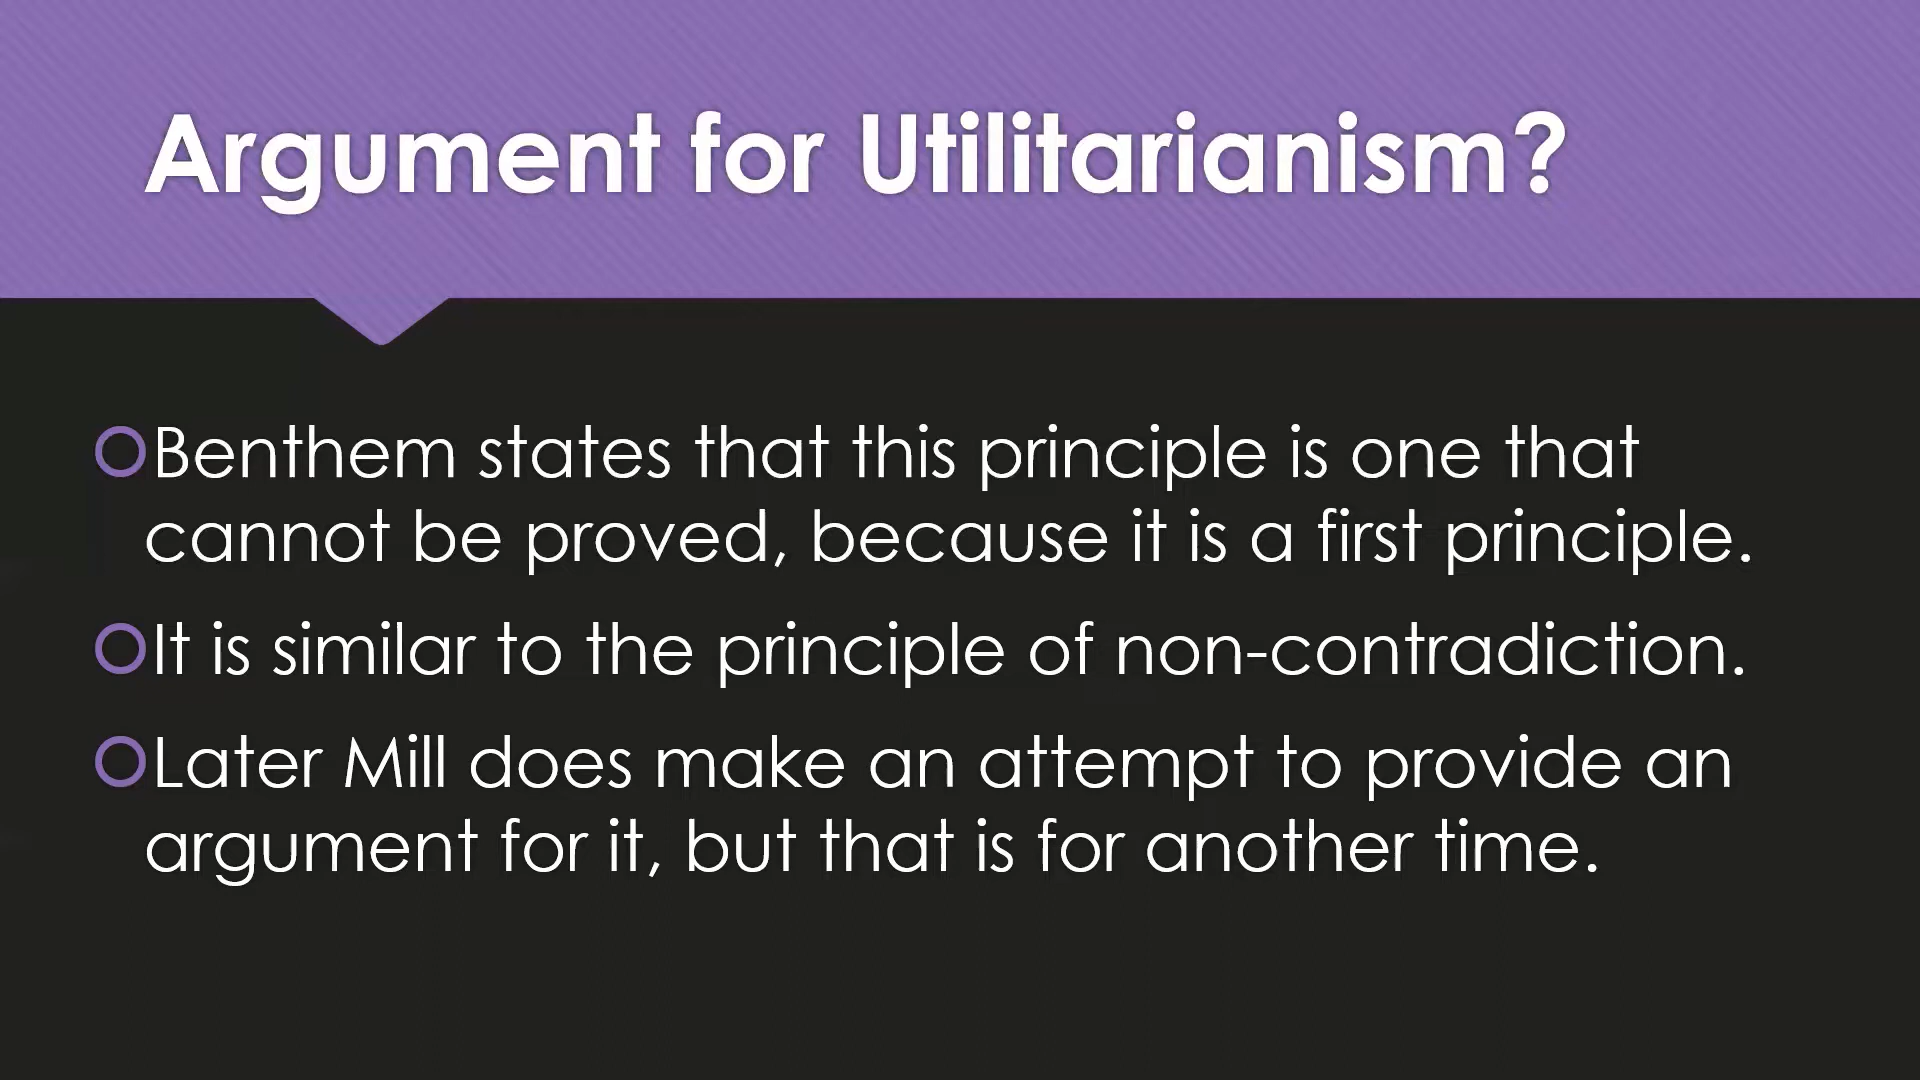 Argument for Utilitarianism?
Benthem states that this principle is one that
cannot be proved, because it is a first principle.
It is similar to the principle of non-contradiction.
Later Mill does make an attempt to provide an
argument for it, but that is for another time.